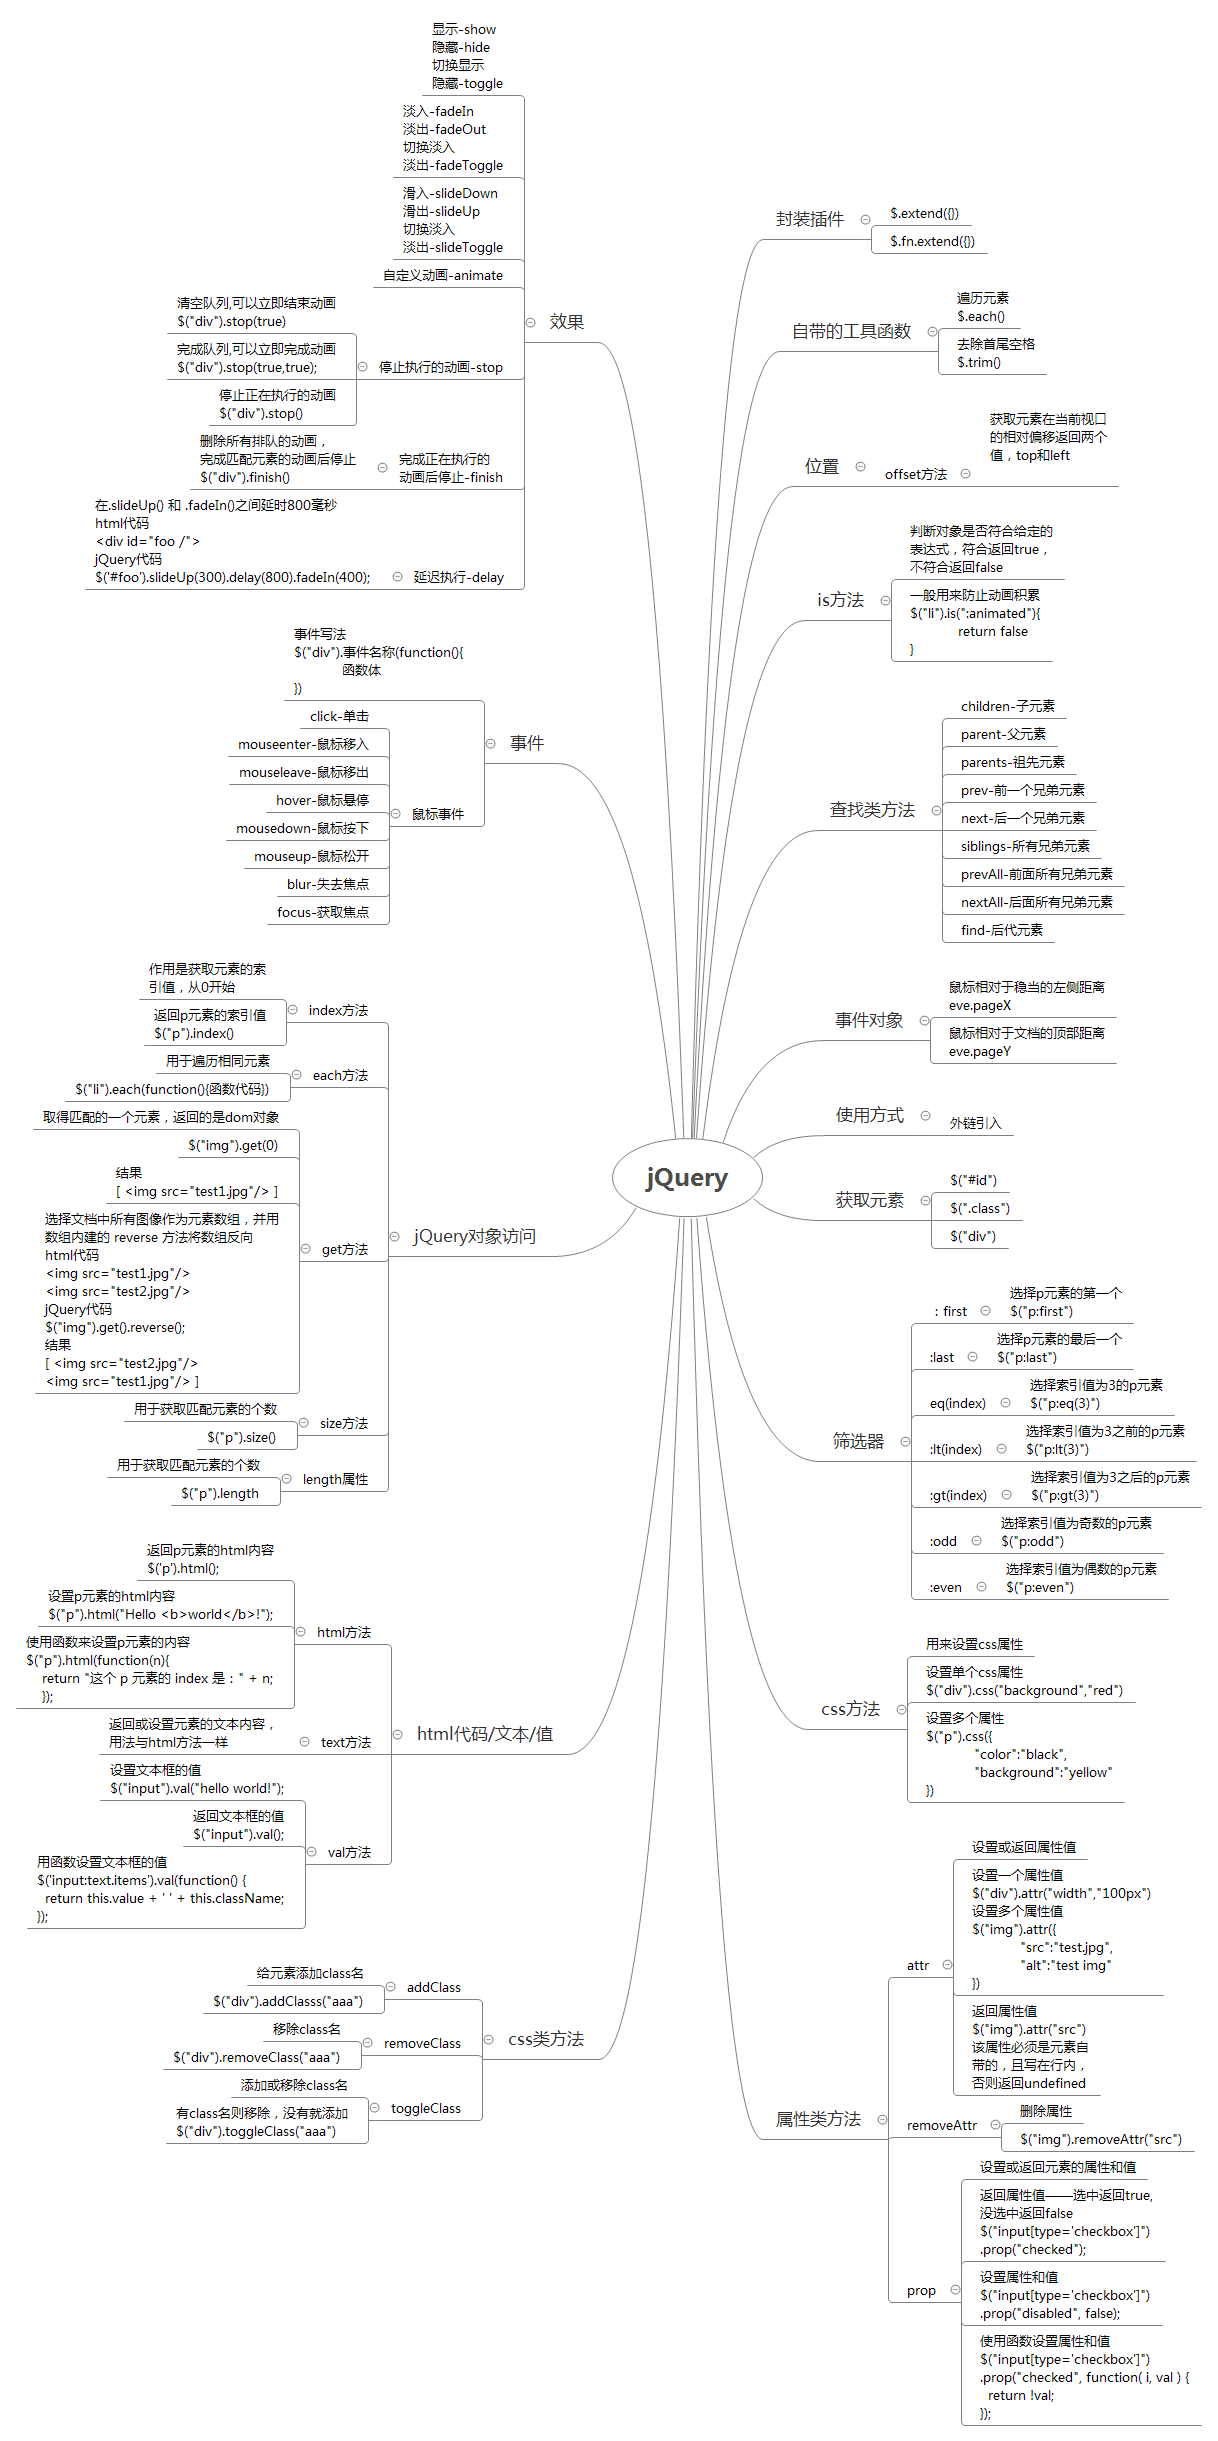 jQuery
封装插件
$.extend({})
$.fn.extend({})
自带的工具函数
遍历元素
$.each()
去除首尾空格
$.trim()
位置
offset方法
获取元素在当前视口
的相对偏移返回两个
值，top和left
is方法
判断对象是否符合给定的
表达式，符合返回true，
不符合返回false
一般用来防止动画积累
$("li").is(":animated"){
return false
}
查找类方法
children-子元素
parent-父元素
parents-祖先元素
prev-前一个兄弟元素
next-后一个兄弟元素
siblings-所有兄弟元素
prevAll-前面所有兄弟元素
nextAll-后面所有兄弟元素
find-后代元素
事件对象
鼠标相对于稳当的左侧距离
eve.pageX
鼠标相对于文档的顶部距离
eve.pageY
使用方式
外链引入
获取元素
$("#id")
$(".class")
$("div")
筛选器
：first
选择p元素的第一个
$("p:first")
:last
选择p元素的最后一个
$("p:last")
eq(index)
选择索引值为3的p元素
$("p:eq(3)")
:lt(index)
选择索引值为3之前的p元素
$("p:lt(3)")
:gt(index)
选择索引值为3之后的p元素
$("p:gt(3)")
:odd
选择索引值为奇数的p元素
$("p:odd")
:even
选择索引值为偶数的p元素
$("p:even")
css方法
用来设置css属性
设置单个css属性
$("div").css("background","red")
设置多个属性
$("p").css({
"color":"black",
"background":"yellow"
})
属性类方法
attr
设置或返回属性值
设置一个属性值
$("div").attr("width","100px")
设置多个属性值
$("img").attr({
"src":"test.jpg",
"alt":"test img"
})
返回属性值
$("img").attr("src")
该属性必须是元素自
带的，且写在行内，
否则返回undefined
removeAttr
删除属性
$("img").removeAttr("src")
prop
设置或返回元素的属性和值
返回属性值——选中返回true,
没选中返回false
$("input[type='checkbox']")
.prop("checked");
设置属性和值
$("input[type='checkbox']")
.prop("disabled", false);
使用函数设置属性和值
$("input[type='checkbox']")
.prop("checked", function( i, val ) {
return !val;
});
效果
显示-show
隐藏-hide
切换显示
隐藏-toggle
淡入-fadeIn
淡出-fadeOut
切换淡入
淡出-fadeToggle
滑入-slideDown
滑出-slideUp
切换淡入
淡出-slideToggle
自定义动画-animate
停止执行的动画-stop
清空队列,可以立即结束动画
$("div").stop(true)
完成队列,可以立即完成动画
$("div").stop(true,true);
停止正在执行的动画
$("div").stop()
完成正在执行的
动画后停止-finish
删除所有排队的动画，
完成匹配元素的动画后停止
$("div").finish()
延迟执行-delay
在.slideUp() 和 .fadeIn()之间延时800毫秒
html代码
<div id="foo /">
jQuery代码
$('#foo').slideUp(300).delay(800).fadeIn(400);
事件
事件写法
$("div").事件名称(function(){
函数体
})
鼠标事件
click-单击
mouseenter-鼠标移入
mouseleave-鼠标移出
hover-鼠标悬停
mousedown-鼠标按下
mouseup-鼠标松开
blur-失去焦点
focus-获取焦点
jQuery对象访问
index方法
作用是获取元素的索
引值，从0开始
返回p元素的索引值
$("p").index()
each方法
用于遍历相同元素
$("li").each(function(){函数代码})
get方法
取得匹配的一个元素，返回的是dom对象
$("img").get(0)
结果
[ <img src="test1.jpg"/> ]
选择文档中所有图像作为元素数组，并用
数组内建的 reverse 方法将数组反向
html代码
<img src="test1.jpg"/>
<img src="test2.jpg"/>
jQuery代码
$("img").get().reverse();
结果
[ <img src="test2.jpg"/>
<img src="test1.jpg"/> ]
size方法
用于获取匹配元素的个数
$("p").size()
length属性
用于获取匹配元素的个数
$("p").length
html代码/文本/值
html方法
返回p元素的html内容
$('p').html();
设置p元素的html内容
$("p").html("Hello <b>world</b>!");
使用函数来设置p元素的内容
$("p").html(function(n){
return "这个 p 元素的 index 是：" + n;
});
text方法
返回或设置元素的文本内容，
用法与html方法一样
val方法
设置文本框的值
$("input").val("hello world!");
返回文本框的值
$("input").val();
用函数设置文本框的值
$('input:text.items').val(function() {
return this.value + ' ' + this.className;
});
css类方法
addClass
给元素添加class名
$("div").addClasss("aaa")
removeClass
移除class名
$("div").removeClass("aaa")
toggleClass
添加或移除class名
有class名则移除，没有就添加
$("div").toggleClass("aaa")